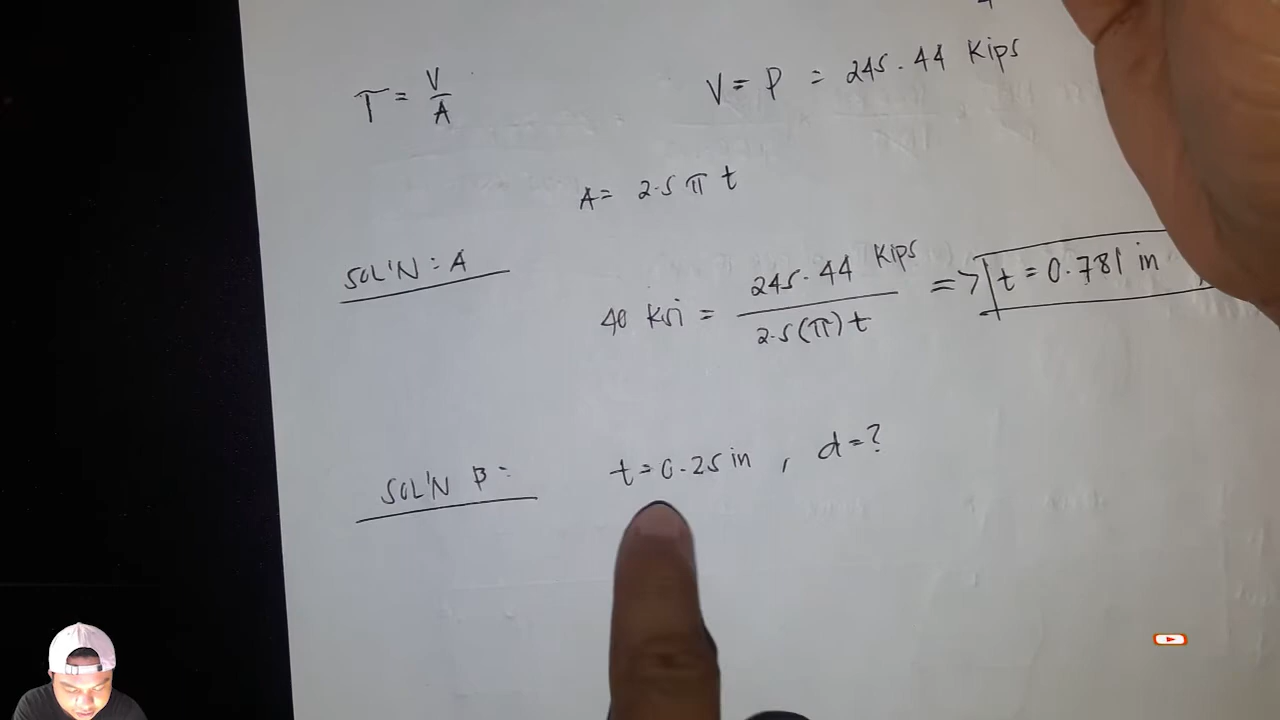 τ = V/A
V = P = 245.44 Kips
A = 2.5 π t
SOL'N : A
40 ksi = 245.44 Kips / 2.5(π)t => t = 0.781 in
SOL'N B :
t = 0.25 in , d = ?